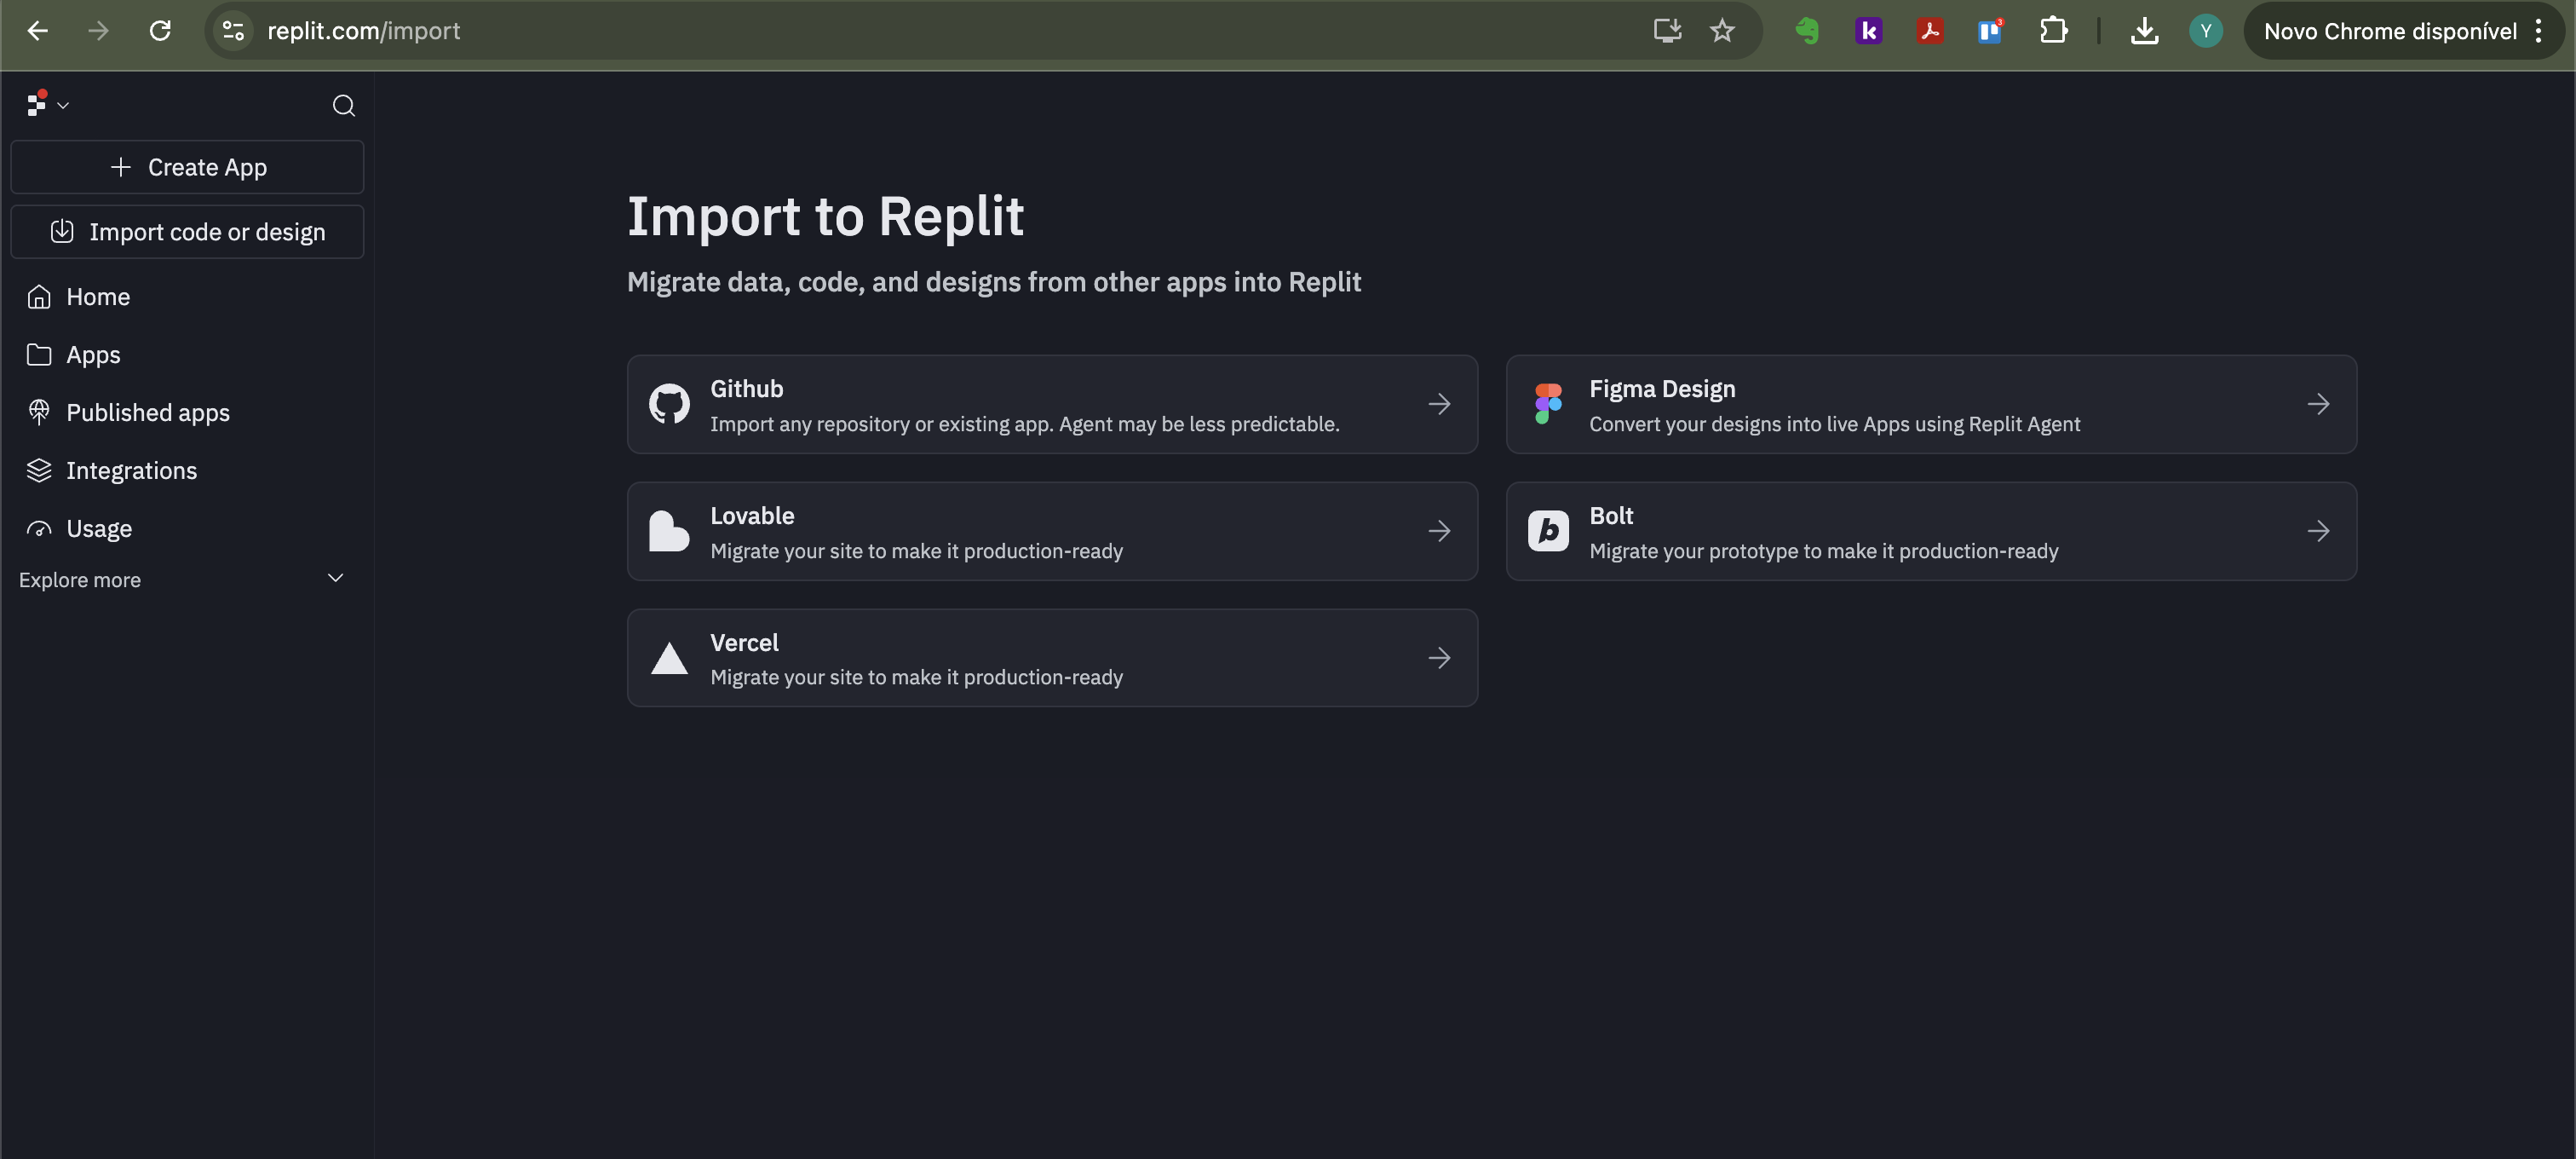 replit.com/import
3
Y
Novo Chrome disponível
Create App
Import code or design
Home
Apps
Published apps
Integrations
Usage
Explore more
Import to Replit
Migrate data, code, and designs from other apps into Replit
Github
Import any repository or existing app. Agent may be less predictable.
Figma Design
Convert your designs into live Apps using Replit Agent
Lovable
Migrate your site to make it production-ready
b
Bolt
Migrate your prototype to make it production-ready
Vercel
Migrate your site to make it production-ready